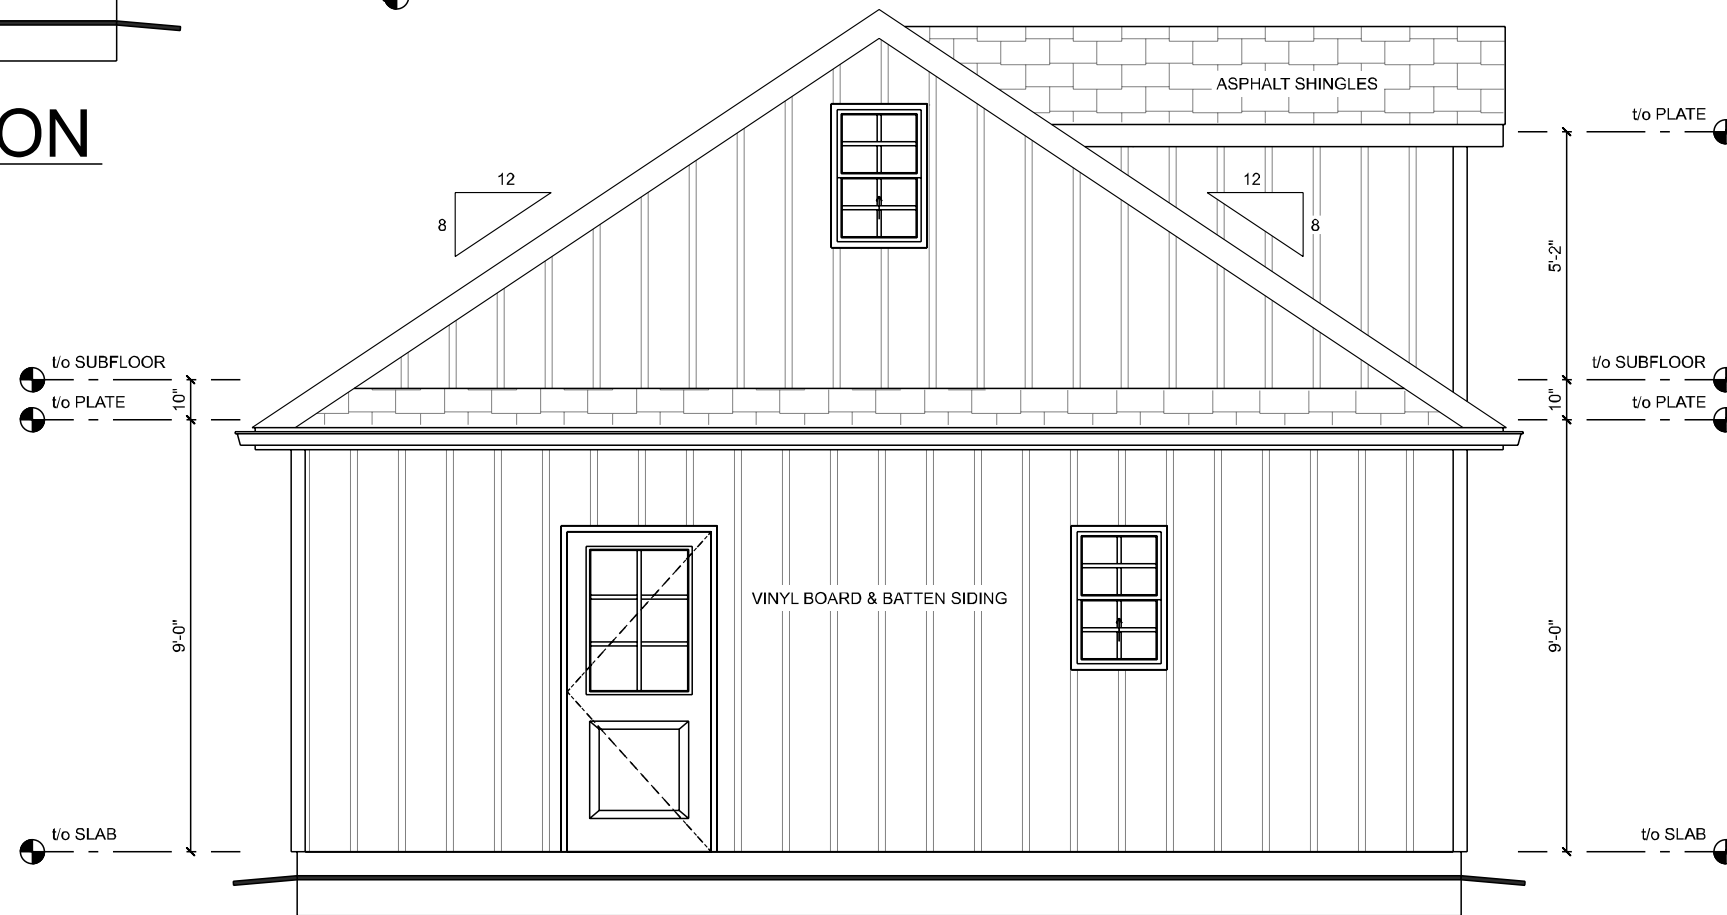 ON
ASPHALT SHINGLES
t/o PLATE
12
12
8
8
5'-2"
t/o SUBFLOOR
t/o SUBFLOOR
10"
10"
t/o PLATE
t/o PLATE
VINYL BOARD & BATTEN SIDING
9'-0"
9'-0"
t/o SLAB
t/o SLAB